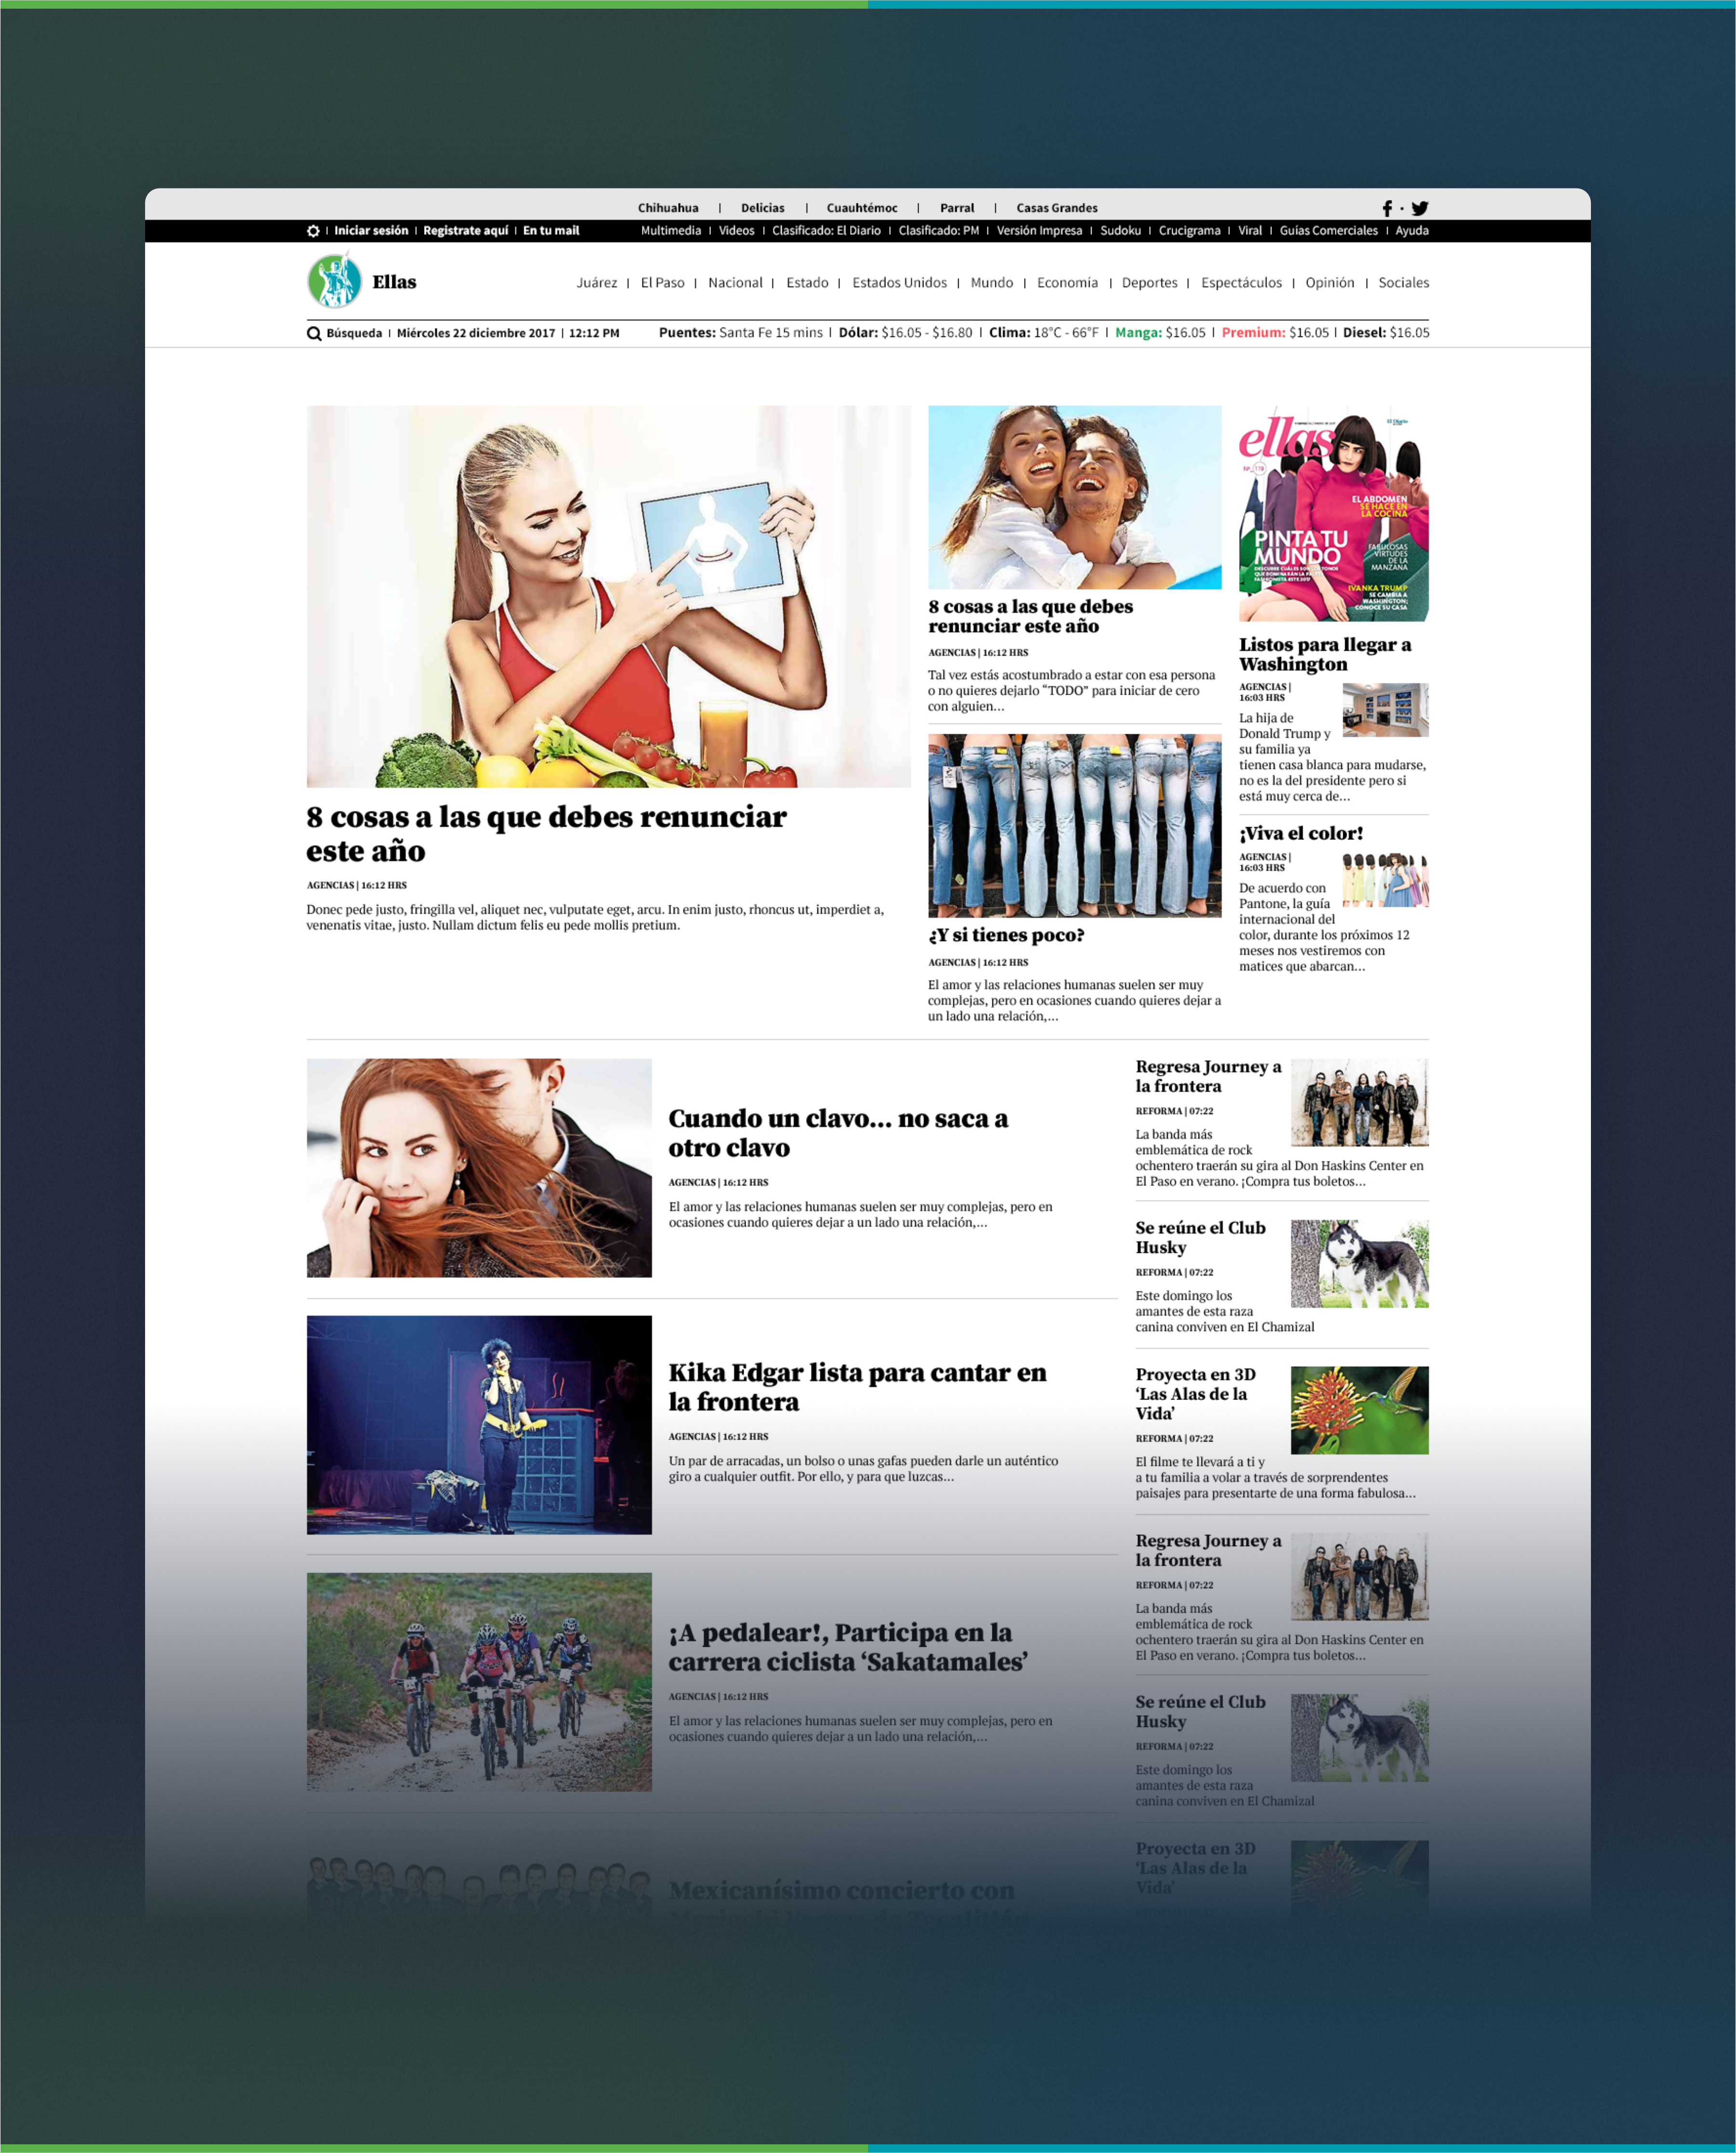 Chihuahua | Delicias | Cuauhtémoc | Parral | Casas Grandes
Iniciar sesión | Registrate aquí | En tu mail
Multimedia | Videos | Clasificado: El Diario | Clasificado: PM | Versión Impresa | Sudoku | Crucigrama | Viral | Guías Comerciales | Ayuda
Ellas
Juárez | El Paso | Nacional | Estado | Estados Unidos | Mundo | Economía | Deportes | Espectáculos | Opinión | Sociales
Búsqueda | Miércoles 22 diciembre 2017 | 12:12 PM
Puentes: Santa Fe 15 mins | Dólar: $16.05 - $16.80 | Clima: 18°C - 66°F | Manga: $16.05 | Premium: $16.05 | Diesel: $16.05
8 cosas a las que debes renunciar
este año
AGENCIAS | 16:12 HRS
Donec pede justo, fringilla vel, aliquet nec, vulputate eget, arcu. In enim justo, rhoncus ut, imperdiet a,
venenatis vitae, justo. Nullam dictum felis eu pede mollis pretium.
8 cosas a las que debes
renunciar este año
AGENCIAS | 16:12 HRS
Tal vez estás acostumbrado a estar con esa persona
o no quieres dejarlo “TODO” para iniciar de cero
con alguien...
¿Y si tienes poco?
AGENCIAS | 16:12 HRS
El amor y las relaciones humanas suelen ser muy
complejas, pero en ocasiones cuando quieres dejar a
un lado una relación,...
El Diario
ellas
EL ABDOMEN
SE HACE EN
LA COCINA
PINTA TU
MUNDO
FABULOSAS
VIRTUDES
DE LA
MANZANA
IVANKA TRUMP
SE CAMBIA A
WASHINGTON;
CONOCE SU CASA
Listos para llegar a
Washington
AGENCIAS |
16:03 HRS
La hija de
Donald Trump y
su familia ya
tienen casa blanca para mudarse,
no es la del presidente pero si
está muy cerca de...
¡Viva el color!
AGENCIAS |
16:03 HRS
De acuerdo con
Pantone, la guía
internacional del
color, durante los próximos 12
meses nos vestiremos con
matices que abarcan...
Cuando un clavo... no saca a
otro clavo
AGENCIAS | 16:12 HRS
El amor y las relaciones humanas suelen ser muy complejas, pero en
ocasiones cuando quieres dejar a un lado una relación,...
Kika Edgar lista para cantar en
la frontera
AGENCIAS | 16:12 HRS
Un par de arracadas, un bolso o unas gafas pueden darle un auténtico
giro a cualquier outfit. Por ello, y para que luzcas...
¡A pedalear!, Participa en la
carrera ciclista ‘Sakatamales’
AGENCIAS | 16:12 HRS
El amor y las relaciones humanas suelen ser muy complejas, pero en
ocasiones cuando quieres dejar a un lado una relación,...
Mexicanísimo concierto con
Regresa Journey a
la frontera
REFORMA | 07:22
La banda más
emblemática de rock
ochentero traerán su gira al Don Haskins Center en
El Paso en verano. ¡Compra tus boletos...
Se reúne el Club
Husky
REFORMA | 07:22
Este domingo los
amantes de esta raza
canina conviven en El Chamizal
Proyecta en 3D
‘Las Alas de la
Vida’
REFORMA | 07:22
El filme te llevará a ti y
a tu familia a volar a través de sorprendentes
paisajes para presentarte de una forma fabulosa...
Regresa Journey a
la frontera
REFORMA | 07:22
La banda más
emblemática de rock
ochentero traerán su gira al Don Haskins Center en
El Paso en verano. ¡Compra tus boletos...
Se reúne el Club
Husky
REFORMA | 07:22
Este domingo los
amantes de esta raza
canina conviven en El Chamizal
Proyecta en 3D
‘Las Alas de la
Vida’